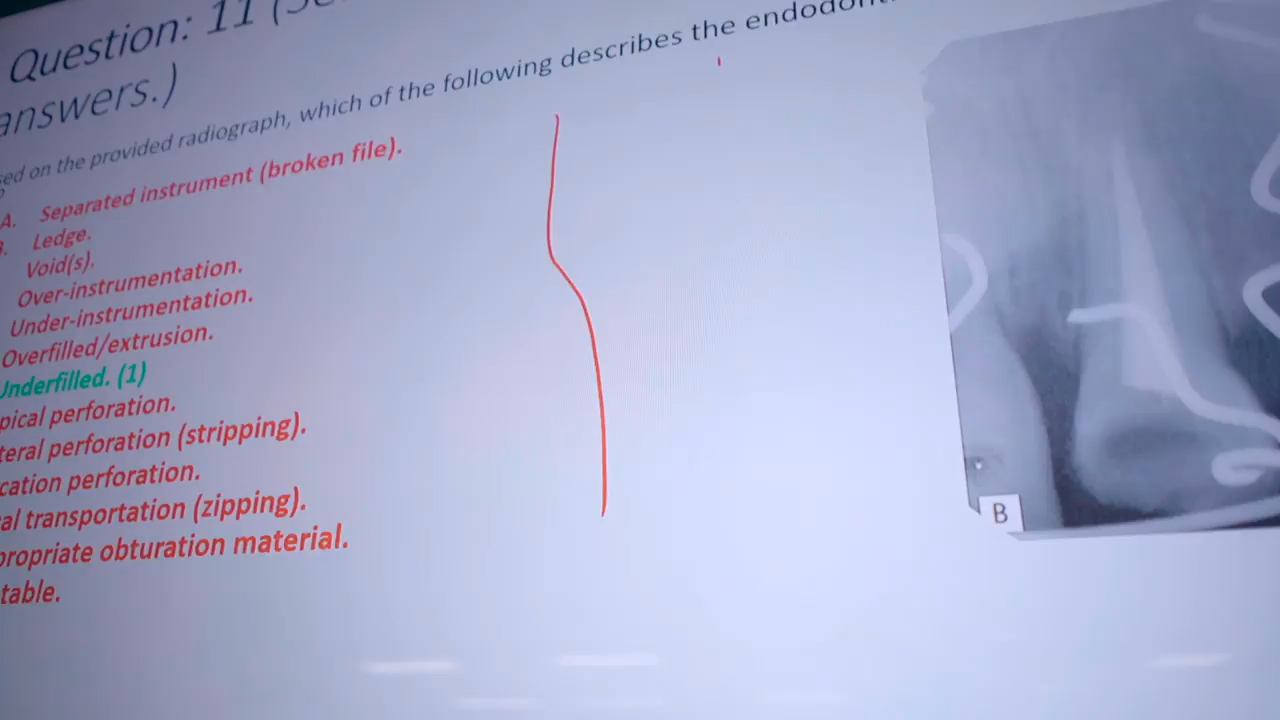 Question: 11
answers.)
on the provided radiograph, which of the following describes the
A. Separated instrument (broken file).
Ledge.
Void(s).
Over-instrumentation.
Under-instrumentation.
Overfilled/extrusion.
Underfilled. (1)
pical perforation.
teral perforation (stripping).
cation perforation.
al transportation (zipping).
propriate obturation material.
table.
B